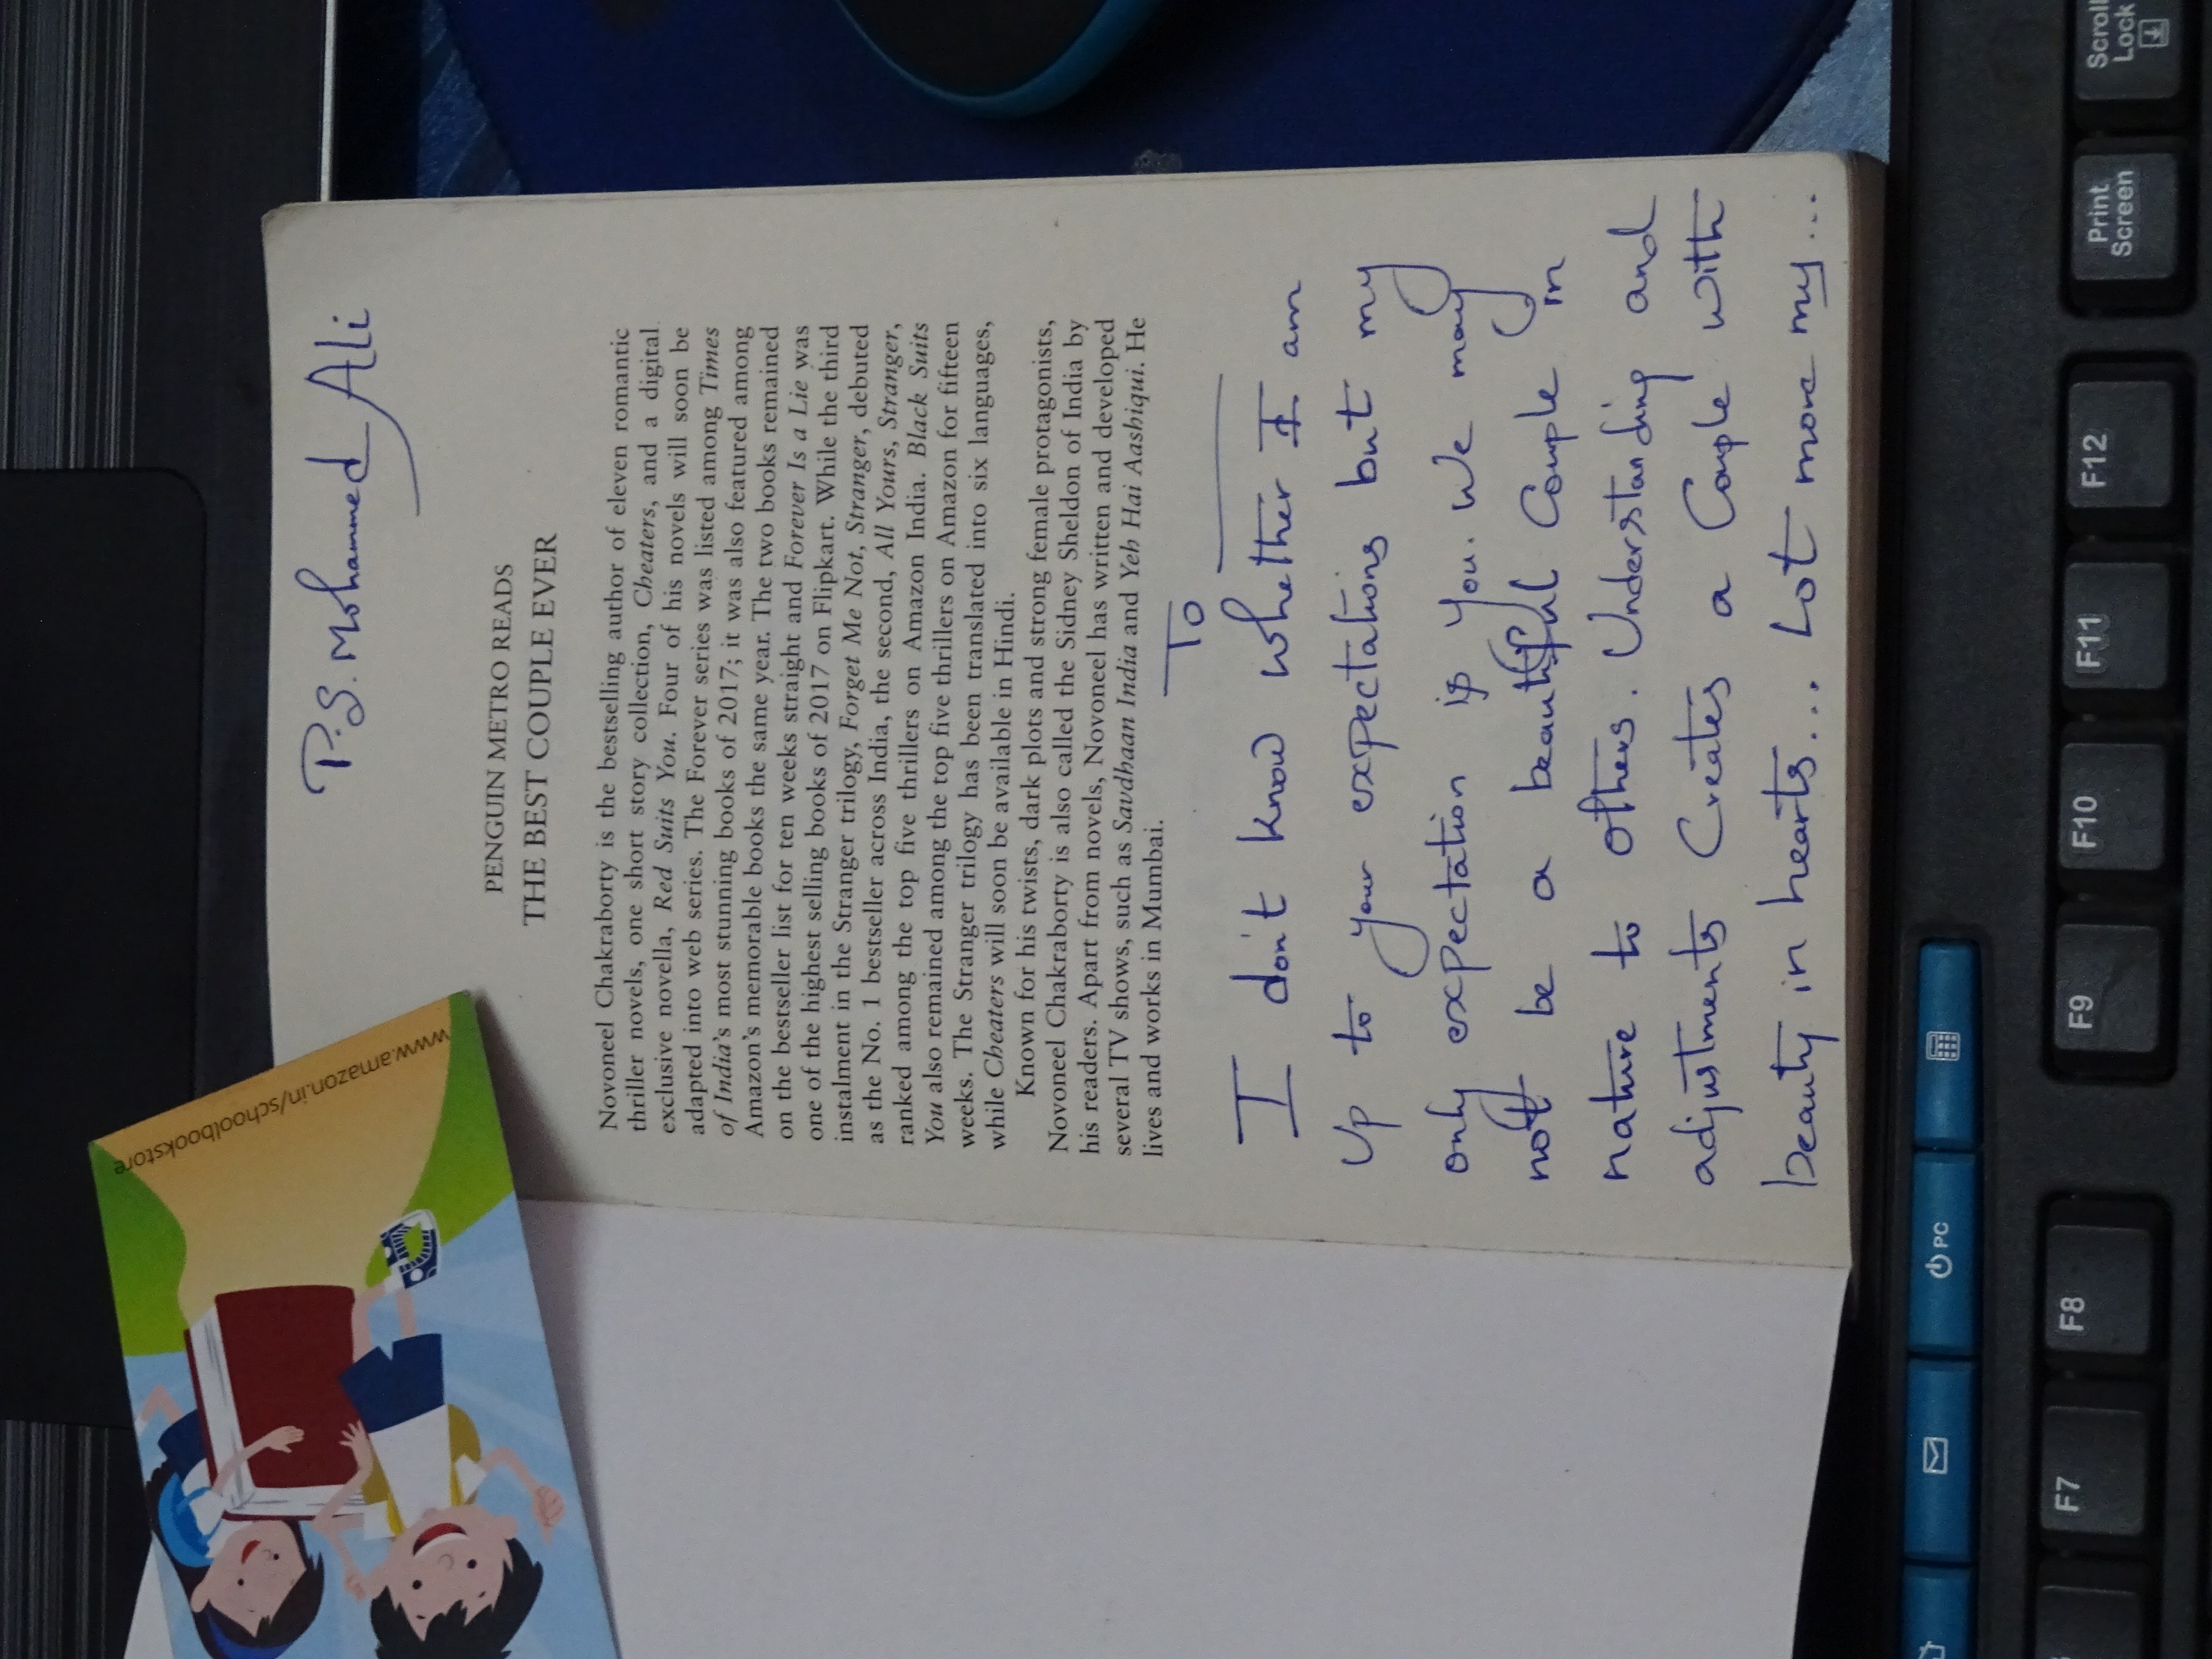 www.amazon.in/schoolbookstore
P.S. Mohammed Ali
PENGUIN METRO READS
THE BEST COUPLE EVER
Novoneel Chakraborty is the bestselling author of eleven romantic
thriller novels, one short story collection, Cheaters, and a digital
exclusive novella, Red Suits You. Four of his novels will soon be
adapted into web series. The Forever series was listed among Times
of India's most stunning books of 2017; it was also featured among
Amazon's memorable books the same year. The two books remained
on the bestseller list for ten weeks straight and Forever Is a Lie was
one of the highest selling books of 2017 on Flipkart. While the third
instalment in the Stranger trilogy, Forget Me Not, Stranger, debuted
as the No. 1 bestseller across India, the second, All Yours, Stranger,
ranked among the top five thrillers on Amazon India. Black Suits
You also remained among the top five thrillers on Amazon for fifteen
weeks. The Stranger trilogy has been translated into six languages,
while Cheaters will soon be available in Hindi.
Known for his twists, dark plots and strong female protagonists,
Novoneel Chakraborty is also called the Sidney Sheldon of India by
his readers. Apart from novels, Novoneel has written and developed
several TV shows, such as Savdhaan India and Yeh Hai Aashiqui. He
lives and works in Mumbai.
To ______
I don't know whether I am
Up to your expectations but my
only expectation is you. We may
not be a beautiful Couple in
nature to others. Understanding and
adjustments Creates a Couple with
beauty in hearts... Lot more my...
PC
F7 F8 F9 F10 F11 F12 Print Screen Scroll Lock